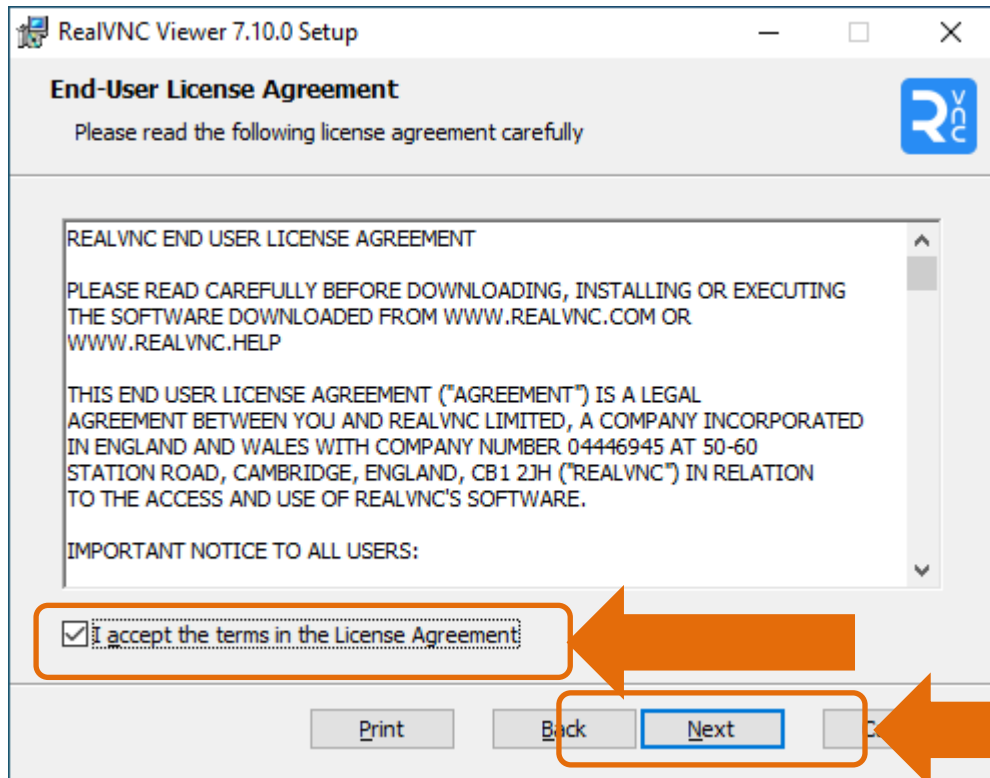 RealVNC Viewer 7.10.0 Setup
End-User License Agreement
Please read the following license agreement carefully
R VNC
REALVNC END USER LICENSE AGREEMENT
PLEASE READ CAREFULLY BEFORE DOWNLOADING, INSTALLING OR EXECUTING
THE SOFTWARE DOWNLOADED FROM WWW.REALVNC.COM OR
WWW.REALVNC.HELP
THIS END USER LICENSE AGREEMENT ("AGREEMENT") IS A LEGAL
AGREEMENT BETWEEN YOU AND REALVNC LIMITED, A COMPANY INCORPORATED
IN ENGLAND AND WALES WITH COMPANY NUMBER 04446945 AT 50-60
STATION ROAD, CAMBRIDGE, ENGLAND, CB1 2JH ("REALVNC") IN RELATION
TO THE ACCESS AND USE OF REALVNC'S SOFTWARE.
IMPORTANT NOTICE TO ALL USERS:
I accept the terms in the License Agreement
Print Back Next